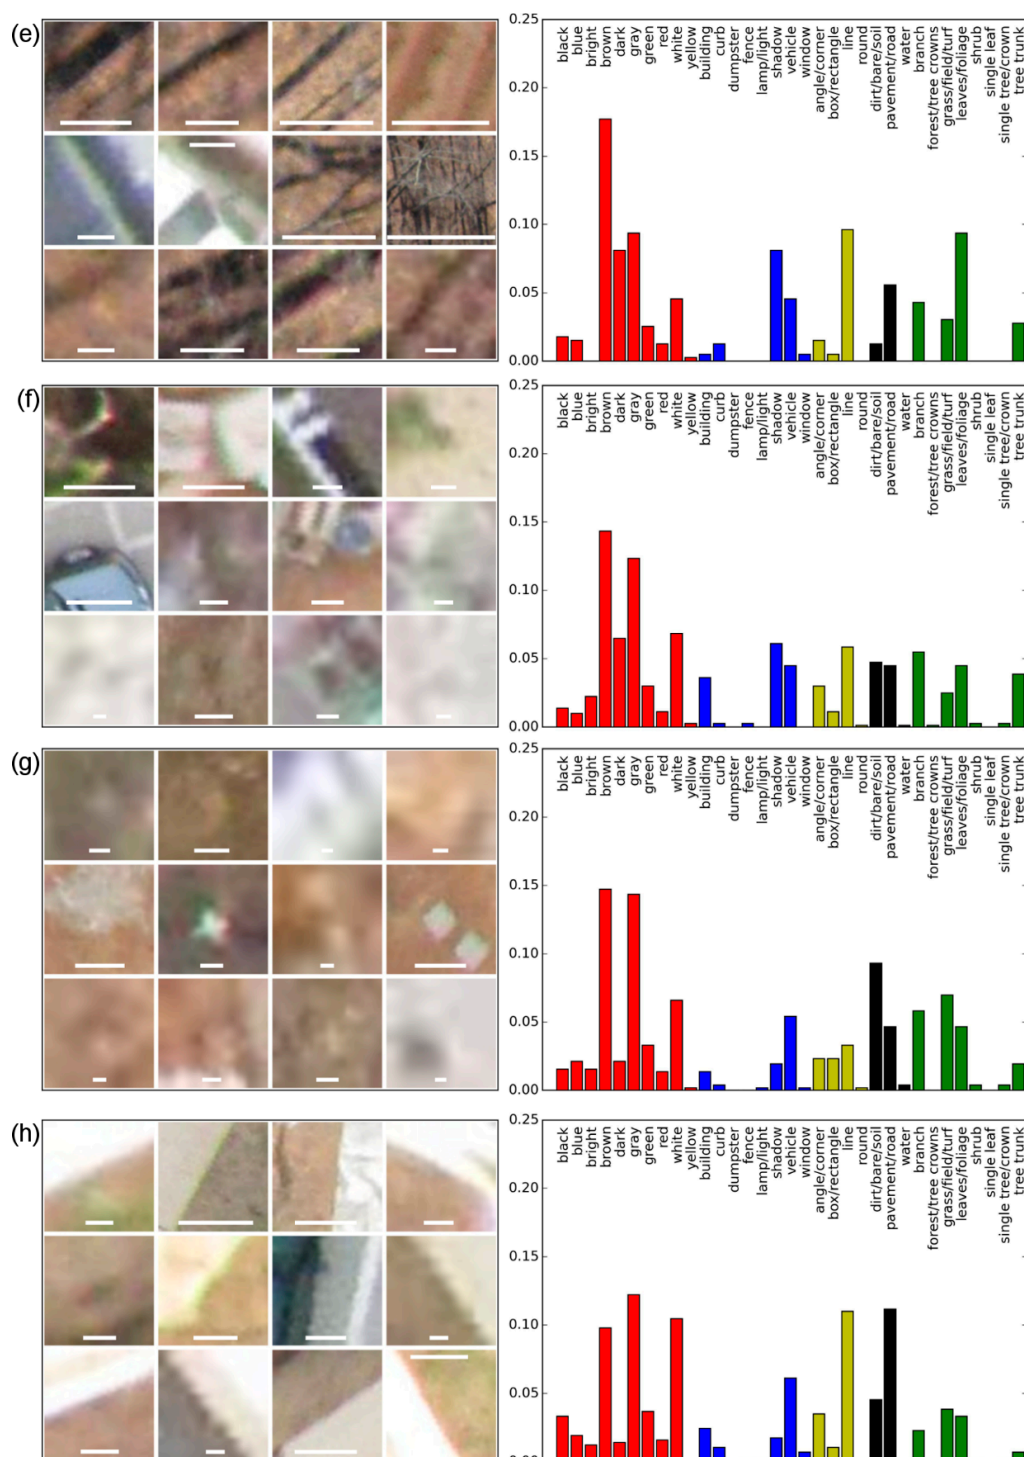 (e)
0.25
0.20
0.15
0.10
0.05
0.00
black
blue
bright
brown
dark
gray
green
red
white
yellow
building
curb
dumpster
fence
lamp/light
shadow
vehicle
window
angle/corner
box/rectangle
line
round
dirt/bare/soil
pavement/road
water
branch
forest/tree crowns
grass/field/turf
leaves/foliage
shrub
single leaf
single tree/crown
tree trunk
(f)
0.25
0.20
0.15
0.10
0.05
0.00
black
blue
bright
brown
dark
gray
green
red
white
yellow
building
curb
dumpster
fence
lamp/light
shadow
vehicle
window
angle/corner
box/rectangle
line
round
dirt/bare/soil
pavement/road
water
branch
forest/tree crowns
grass/field/turf
leaves/foliage
shrub
single leaf
single tree/crown
tree trunk
(g)
0.25
0.20
0.15
0.10
0.05
0.00
black
blue
bright
brown
dark
gray
green
red
white
yellow
building
curb
dumpster
fence
lamp/light
shadow
vehicle
window
angle/corner
box/rectangle
line
round
dirt/bare/soil
pavement/road
water
branch
forest/tree crowns
grass/field/turf
leaves/foliage
shrub
single leaf
single tree/crown
tree trunk
(h)
0.25
0.20
0.15
0.10
0.05
black
blue
bright
brown
dark
gray
green
red
white
yellow
building
curb
dumpster
fence
lamp/light
shadow
vehicle
window
angle/corner
box/rectangle
line
round
dirt/bare/soil
pavement/road
water
branch
forest/tree crowns
grass/field/turf
leaves/foliage
shrub
single leaf
single tree/crown
tree trunk